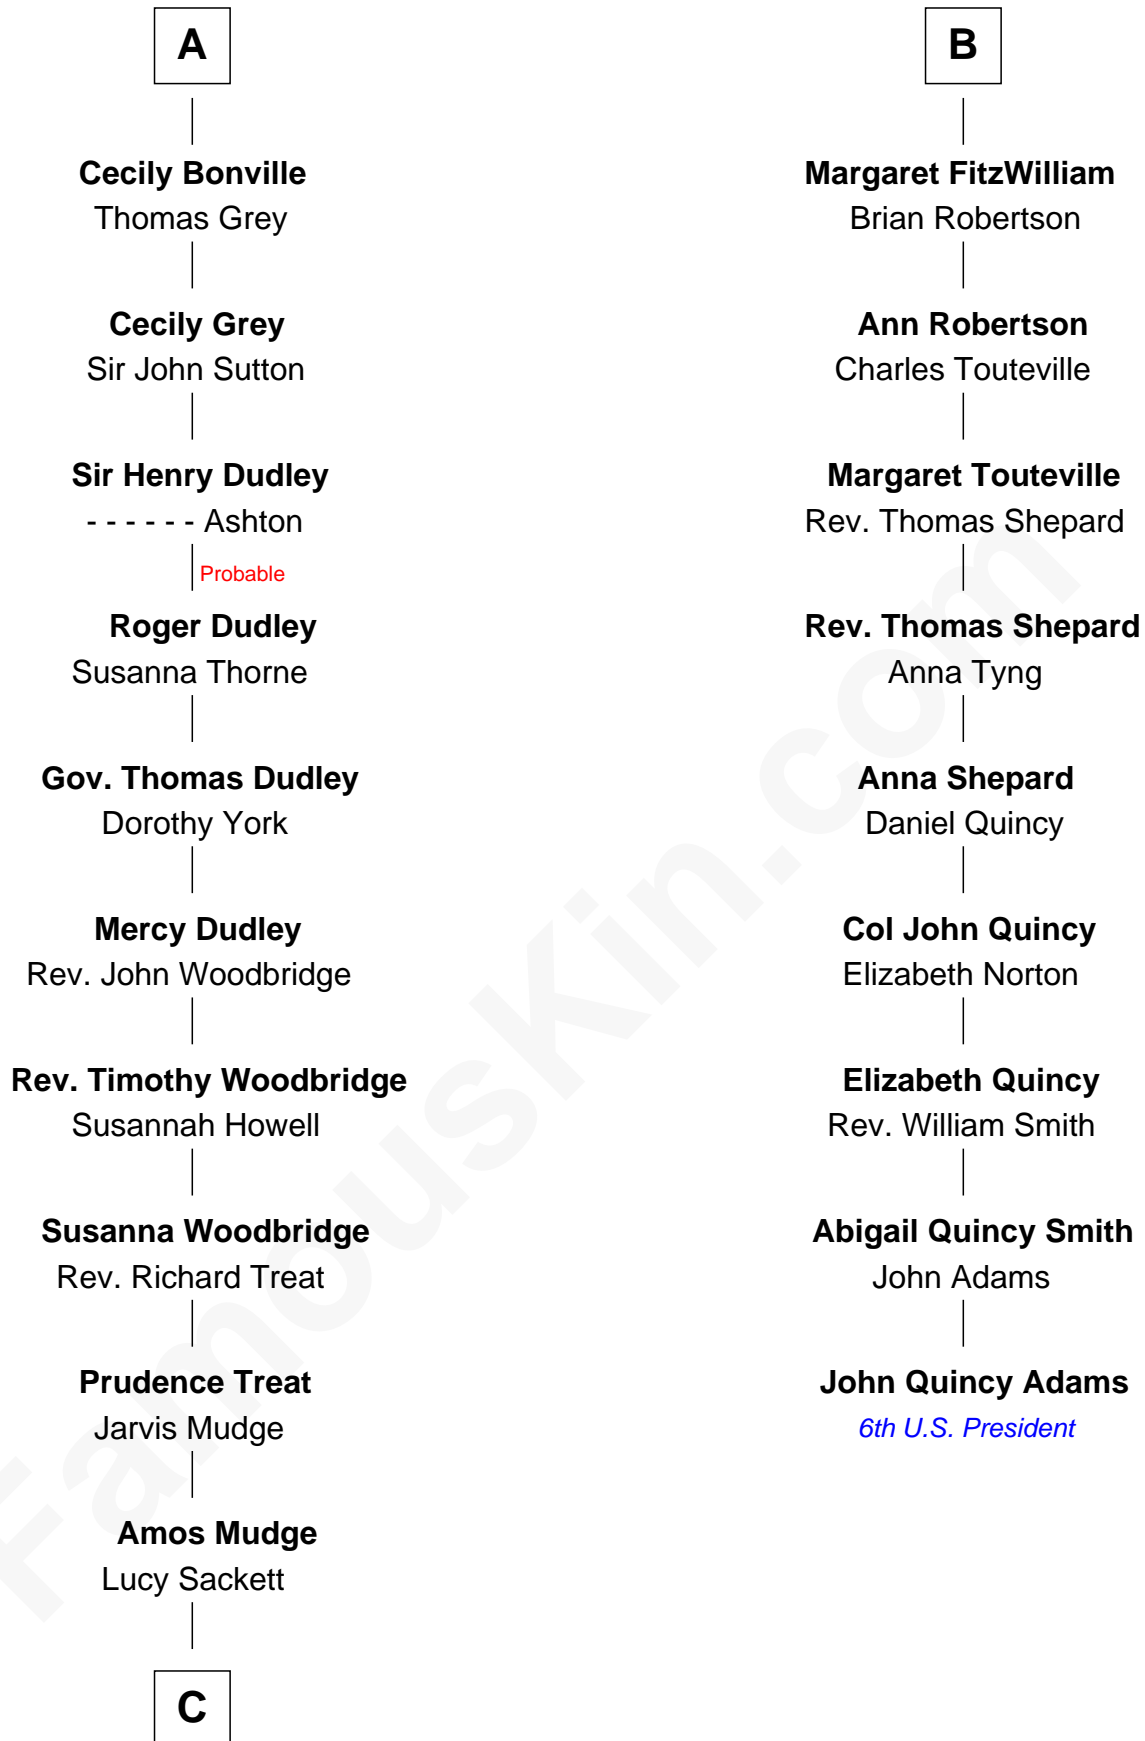 A
Cecily Bonville
Thomas Grey
Cecily Grey
Sir John Sutton
Sir Henry Dudley
- - - - - - Ashton
Probable
Roger Dudley
Susanna Thorne
Gov. Thomas Dudley
Dorothy York
Mercy Dudley
Rev. John Woodbridge
Rev. Timothy Woodbridge
Susannah Howell
Susanna Woodbridge
Rev. Richard Treat
Prudence Treat
Jarvis Mudge
Amos Mudge
Lucy Sackett
C
B
Margaret FitzWilliam
Brian Robertson
Ann Robertson
Charles Touteville
Margaret Touteville
Rev. Thomas Shepard
Rev. Thomas Shepard
Anna Tyng
Anna Shepard
Daniel Quincy
Col John Quincy
Elizabeth Norton
Elizabeth Quincy
Rev. William Smith
Abigail Quincy Smith
John Adams
John Quincy Adams
6th U.S. President
FamousKin.com